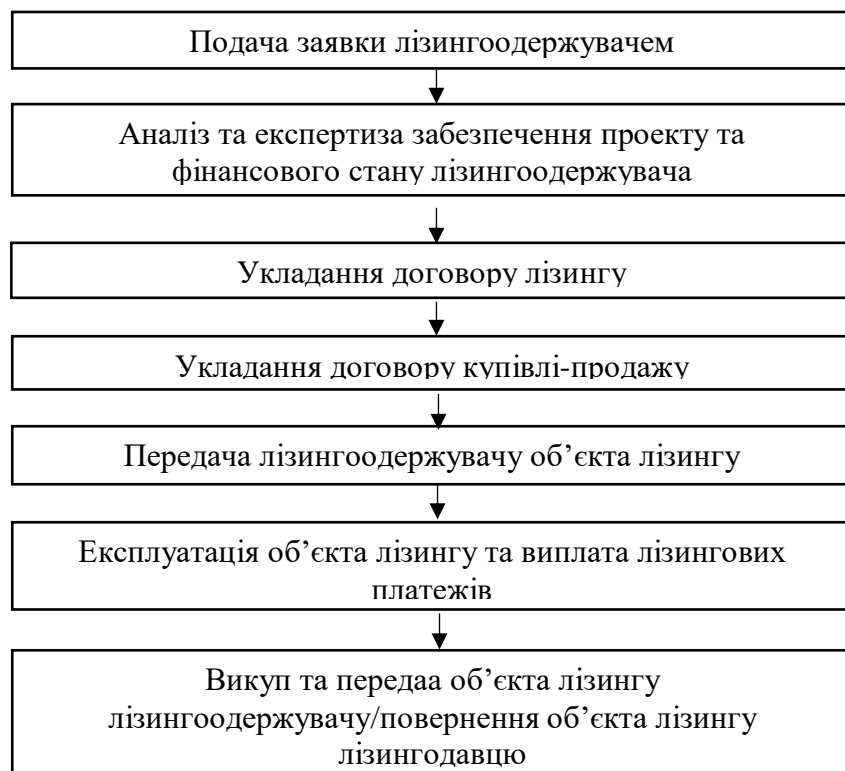 Подача заявки лізингоодержувачем
Аналіз та експертиза забезпечення проекту та
фінансового стану лізингоодержувача
Укладання договору лізингу
Укладання договору купівлі-продажу
Передача лізингоодержувачу об’єкта лізингу
Експлуатація об’єкта лізингу та виплата лізингових
платежів
Викуп та передаа об’єкта лізингу
лізингоодержувачу/повернення об’єкта лізингу
лізингодавцю